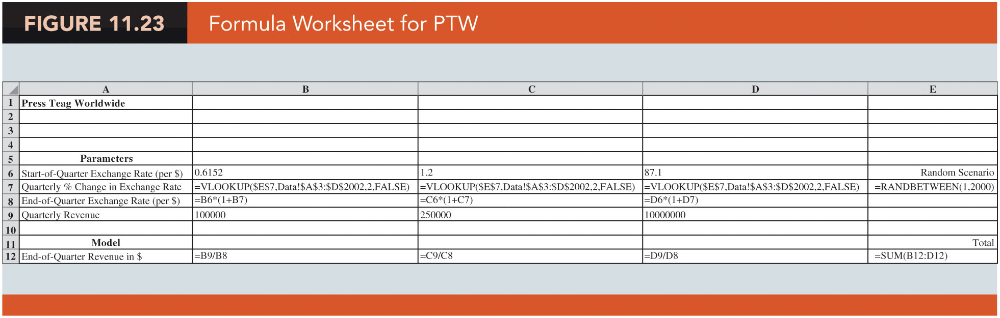 FIGURE 11.23 Formula Worksheet for PTW
A B C D E
1 Press Teag Worldwide
2
3
4
5 Parameters
6 Start-of-Quarter Exchange Rate (per $) 0.6152 1.2 87.1 Random Scenario
7 Quarterly % Change in Exchange Rate =VLOOKUP($E$7,Data!$A$3:$D$2002,2,FALSE) =VLOOKUP($E$7,Data!$A$3:$D$2002,2,FALSE) =VLOOKUP($E$7,Data!$A$3:$D$2002,2,FALSE) =RANDBETWEEN(1,2000)
8 End-of-Quarter Exchange Rate (per $) =B6*(1+B7) =C6*(1+C7) =D6*(1+D7)
9 Quarterly Revenue 100000 250000 10000000
10
11 Model Total
12 End-of-Quarter Revenue in $ =B9/B8 =C9/C8 =D9/D8 =SUM(B12:D12)